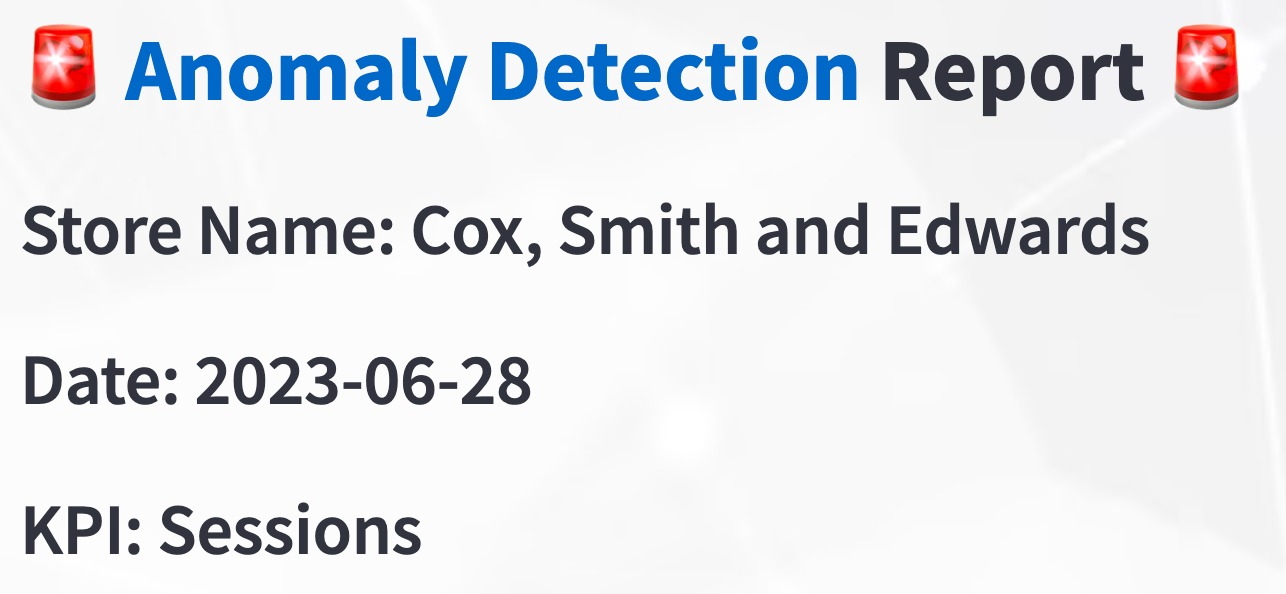 🚨 Anomaly Detection Report 🚨
Store Name: Cox, Smith and Edwards
Date: 2023-06-28
KPI: Sessions